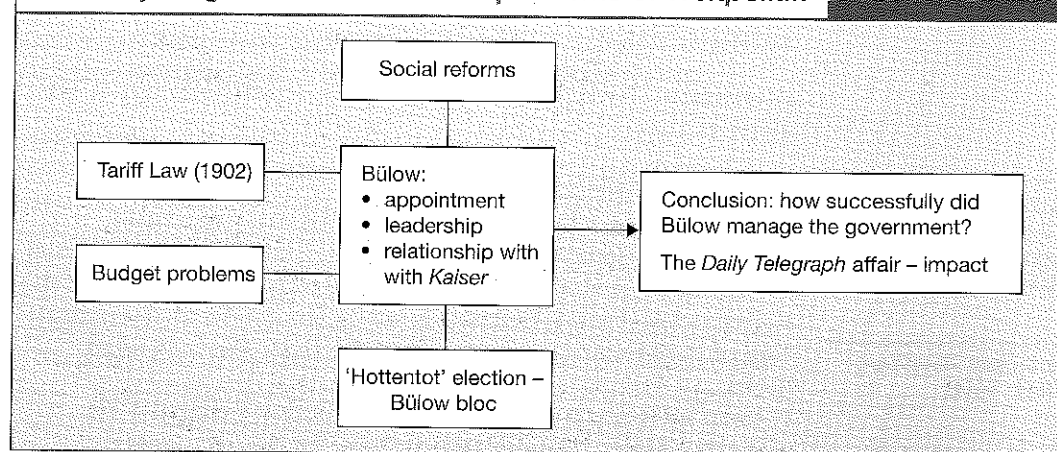 Social reforms
Tariff Law (1902)
Budget problems
Bülow:
• appointment
• leadership
• relationship with
with Kaiser
'Hottentot' election –
Bülow bloc
Conclusion: how successfully did
Bülow manage the government?
The Daily Telegraph affair – impact